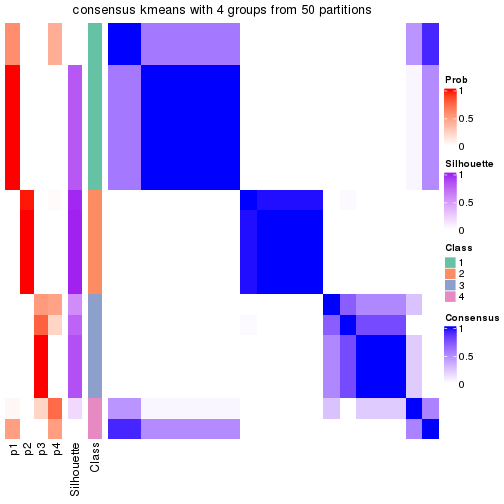 consensus kmeans with 4 groups from 50 partitions
Prob
1
0.5
0
Silhouette
1
0.5
0
Class
1
2
3
4
Consensus
1
0.5
0
p1
p2
p3
p4
Silhouette
Class